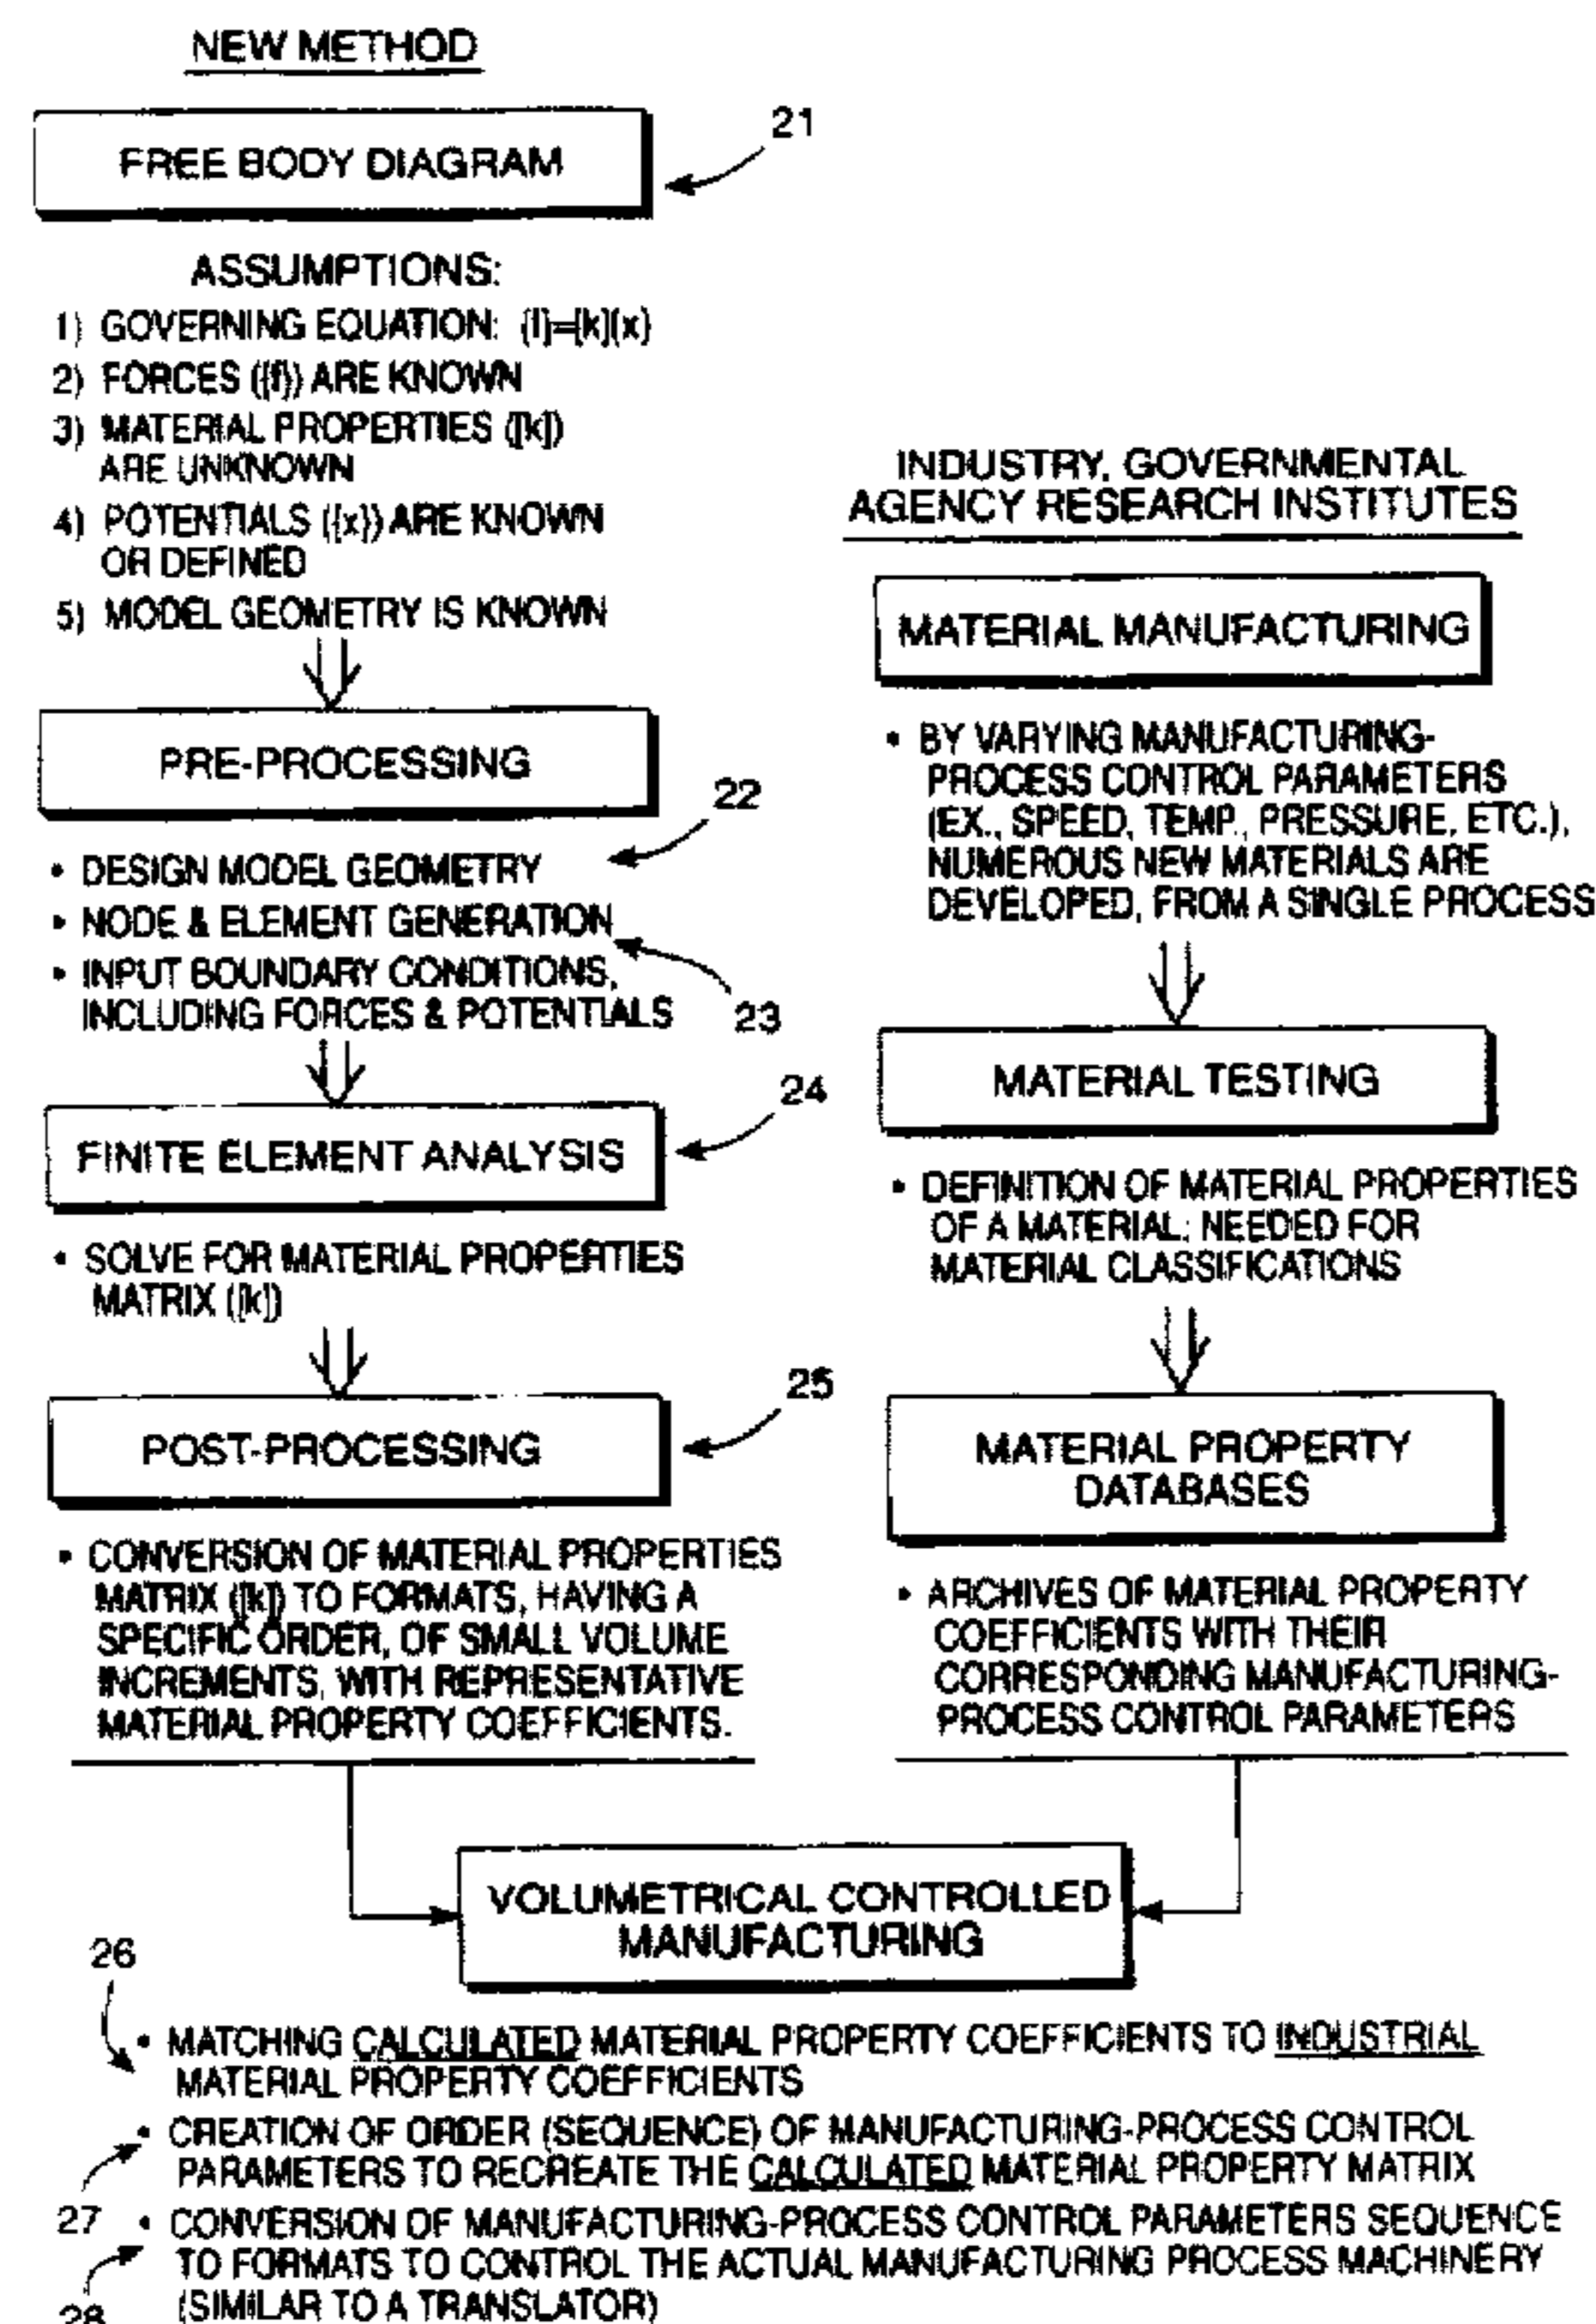 NEW METHOD
FREE BODY DIAGRAM
21
ASSUMPTIONS:
1) GOVERNING EQUATION: {f}=[k]{x}
2) FORCES ({f}) ARE KNOWN
3) MATERIAL PROPERTIES ([k])
ARE UNKNOWN
4) POTENTIALS ({x}) ARE KNOWN
OR DEFINED
5) MODEL GEOMETRY IS KNOWN
PRE-PROCESSING
22
• DESIGN MODEL GEOMETRY
• NODE & ELEMENT GENERATION
• INPUT BOUNDARY CONDITIONS,
INCLUDING FORCES & POTENTIALS
23
24
FINITE ELEMENT ANALYSIS
• SOLVE FOR MATERIAL PROPERTIES
MATRIX ([k])
25
POST-PROCESSING
• CONVERSION OF MATERIAL PROPERTIES
MATRIX ([k]) TO FORMATS, HAVING A
SPECIFIC ORDER, OF SMALL VOLUME
INCREMENTS, WITH REPRESENTATIVE
MATERIAL PROPERTY COEFFICIENTS.
INDUSTRY, GOVERNMENTAL
AGENCY RESEARCH INSTITUTES
MATERIAL MANUFACTURING
• BY VARYING MANUFACTURING-
PROCESS CONTROL PARAMETERS
(EX., SPEED, TEMP., PRESSURE, ETC.),
NUMEROUS NEW MATERIALS ARE
DEVELOPED, FROM A SINGLE PROCESS
MATERIAL TESTING
• DEFINITION OF MATERIAL PROPERTIES
OF A MATERIAL; NEEDED FOR
MATERIAL CLASSIFICATIONS
MATERIAL PROPERTY
DATABASES
• ARCHIVES OF MATERIAL PROPERTY
COEFFICIENTS WITH THEIR
CORRESPONDING MANUFACTURING-
PROCESS CONTROL PARAMETERS
VOLUMETRICAL CONTROLLED
MANUFACTURING
26
• MATCHING CALCULATED MATERIAL PROPERTY COEFFICIENTS TO INDUSTRIAL
MATERIAL PROPERTY COEFFICIENTS
• CREATION OF ORDER (SEQUENCE) OF MANUFACTURING-PROCESS CONTROL
PARAMETERS TO RECREATE THE CALCULATED MATERIAL PROPERTY MATRIX
27
• CONVERSION OF MANUFACTURING-PROCESS CONTROL PARAMETERS SEQUENCE
TO FORMATS TO CONTROL THE ACTUAL MANUFACTURING PROCESS MACHINERY
(SIMILAR TO A TRANSLATOR)
28